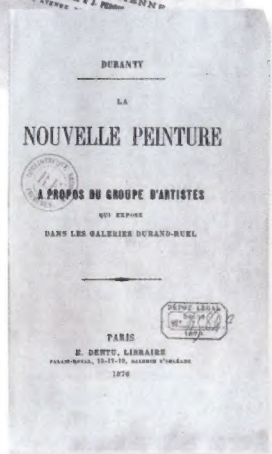 DURANTY
LA
NOUVELLE PEINTURE
A PROPOS DU GROUPE D'ARTISTES
QUI EXPOSE
DANS LES GALERIES DURAND-RUEL
DÉPOT LEGAL
PARIS
E. DENTU, LIBRAIRE
PALAIS-ROYAL, 15-17-19, GALERIE D'ORLÉANS
1876